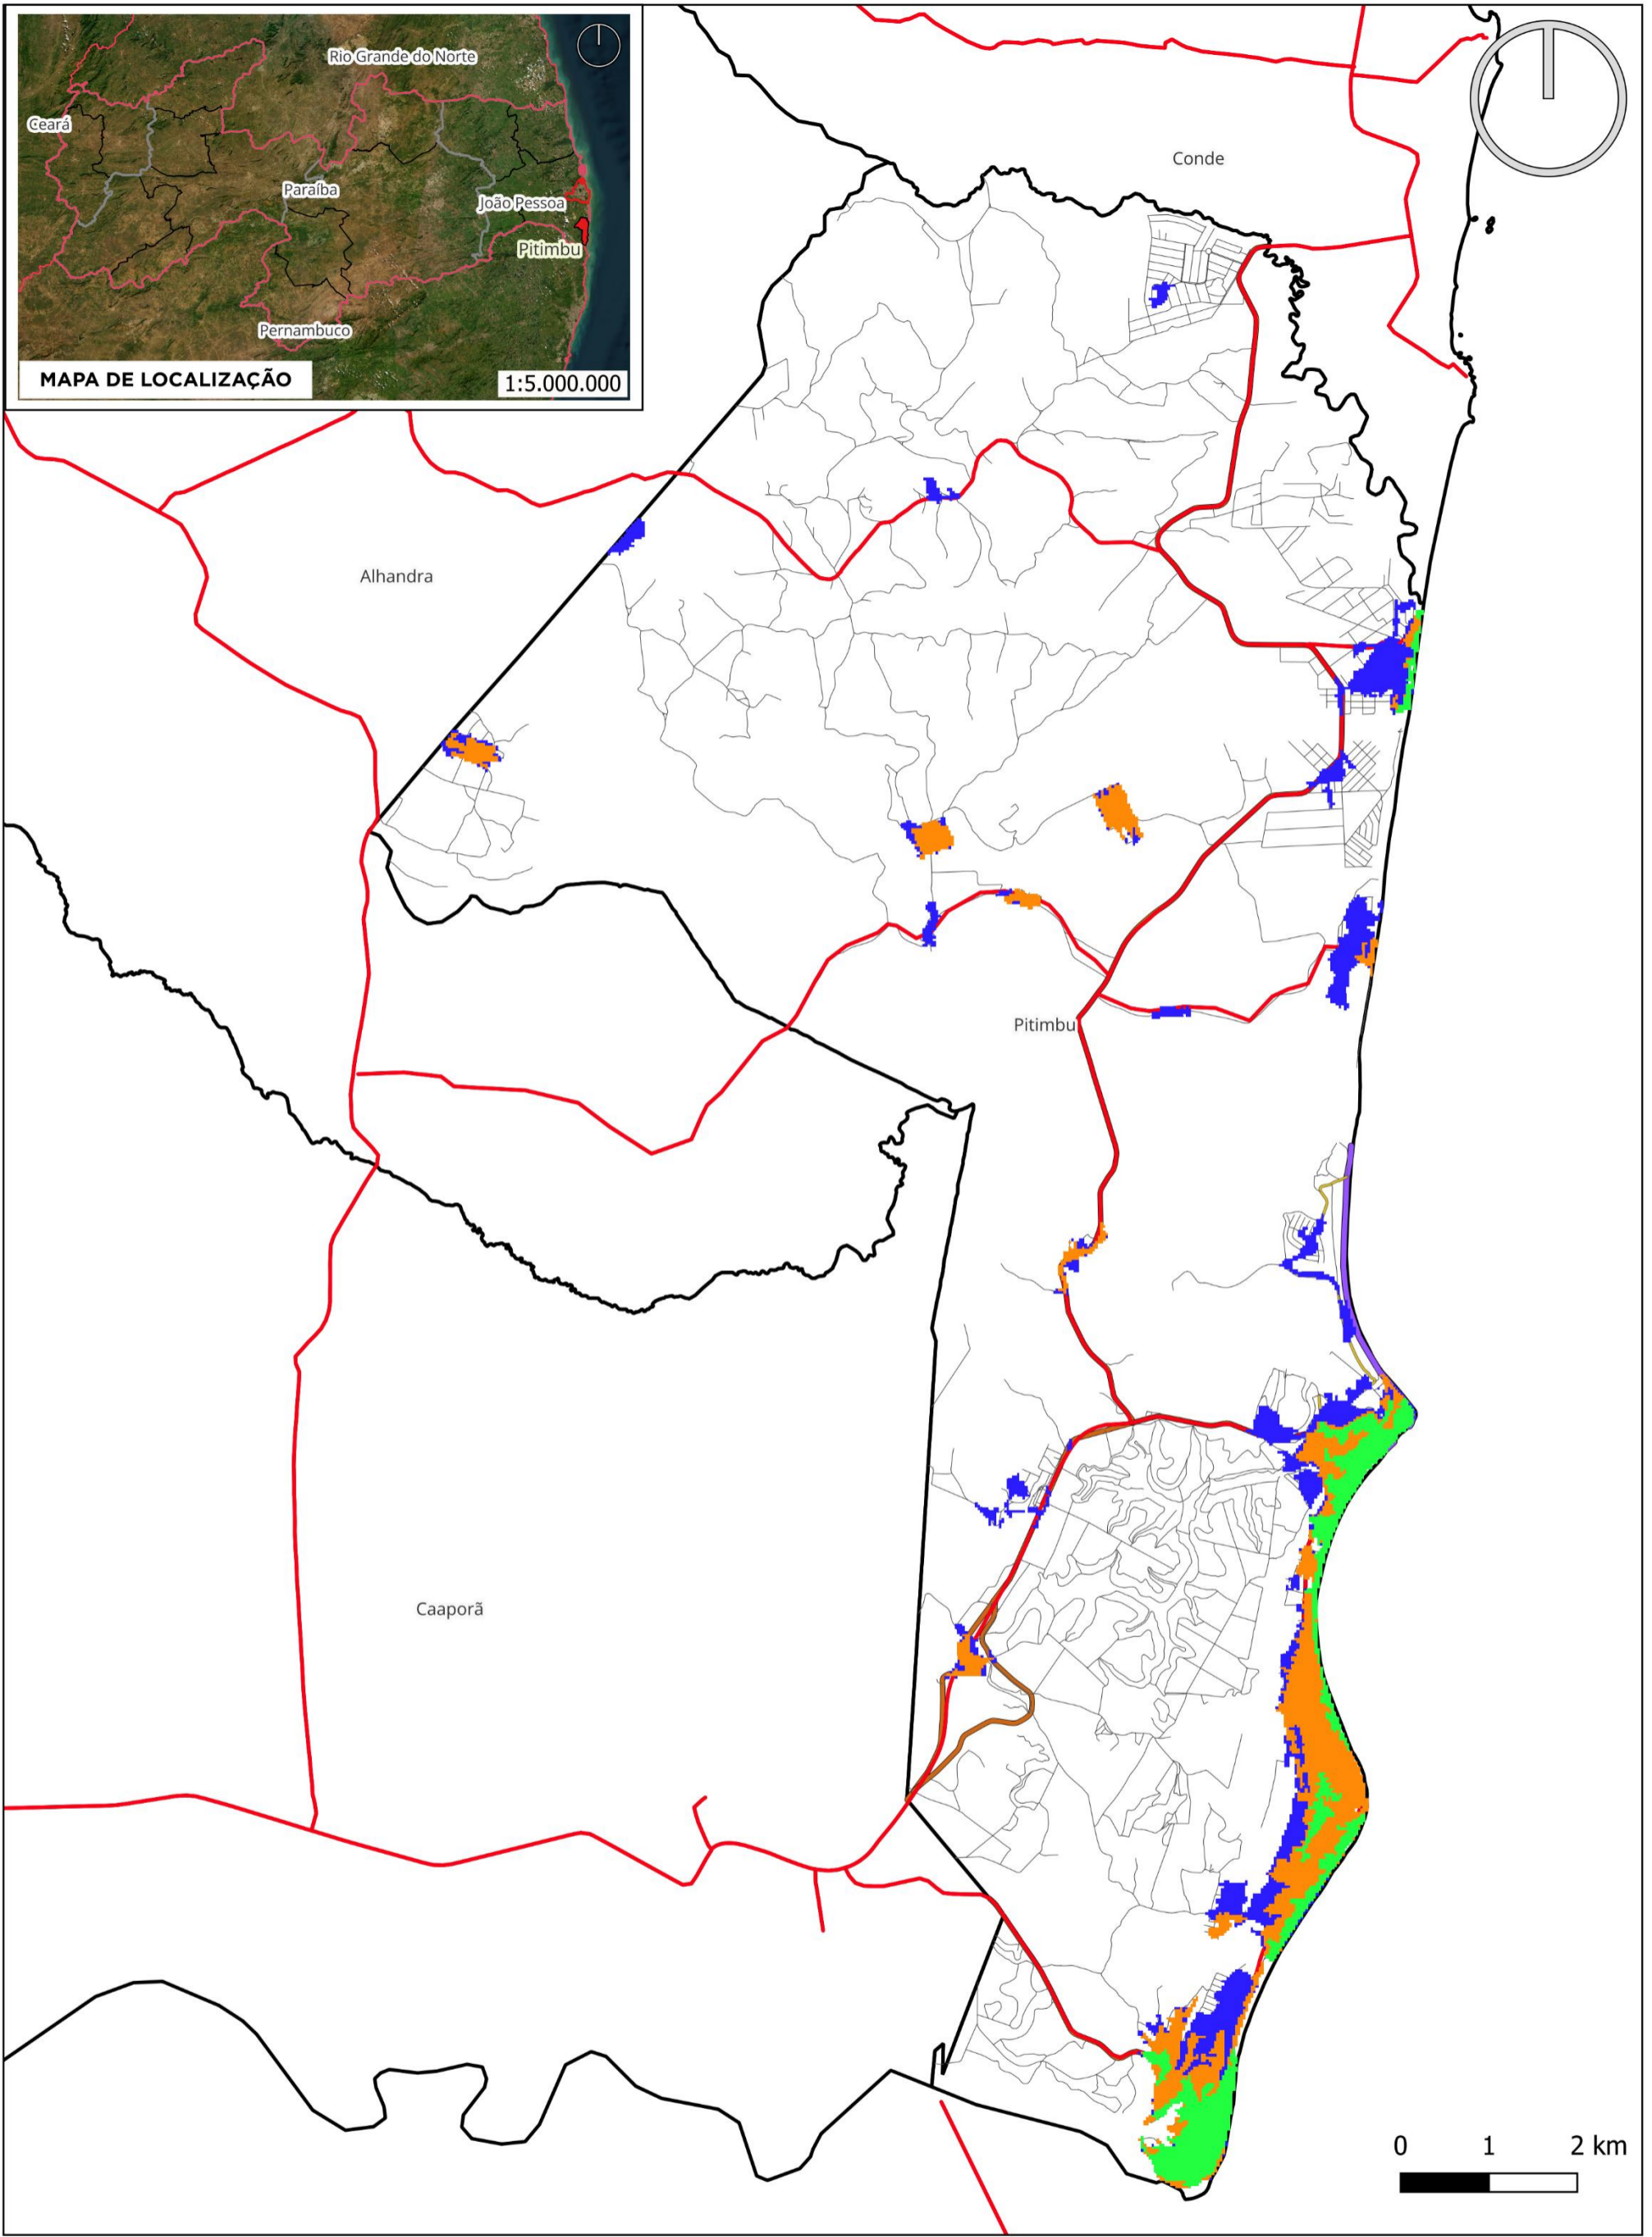 Rio Grande do Norte
Ceará
Paraíba
João Pessoa
Pitimbu
Pernambuco
MAPA DE LOCALIZAÇÃO
1:5.000.000
Conde
Alhandra
Pitimbu
Caaporã
0 1 2 km